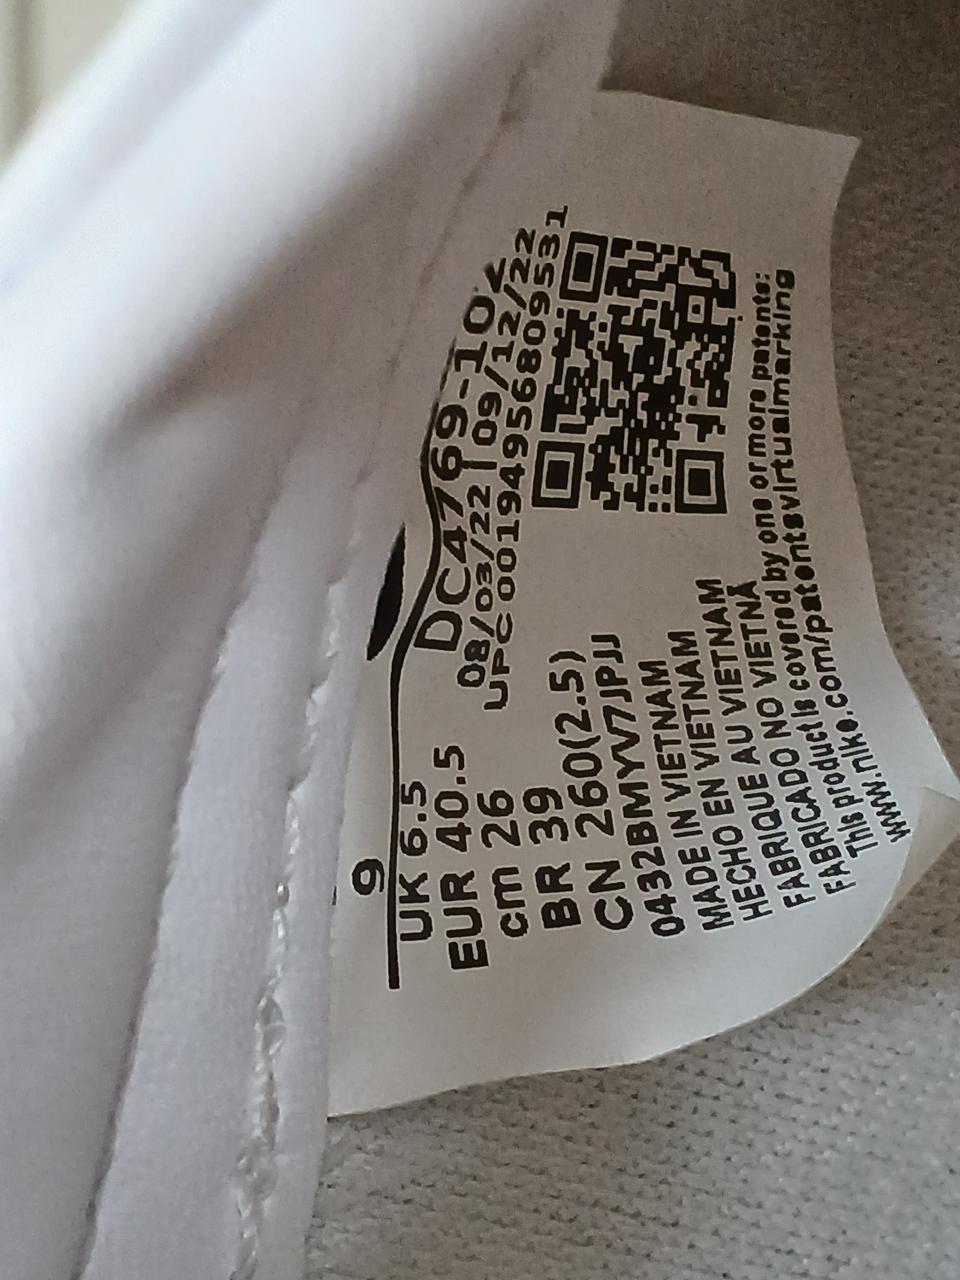 9
UK 6.5
EUR 40.5
cm 26
BR 39
CN 260(2.5)
0432BMYV7JPJJ
DC4769-102
08/03/22 | 09/12/22
UPC 00194956809531
MADE IN VIETNAM
HECHO EN VIETNAM
FABRIQUE AU VIETNAM
FABRICADO NO VIETNÃ
This product is covered by one or more patents:
www.nike.com/patentsvirtualmarking